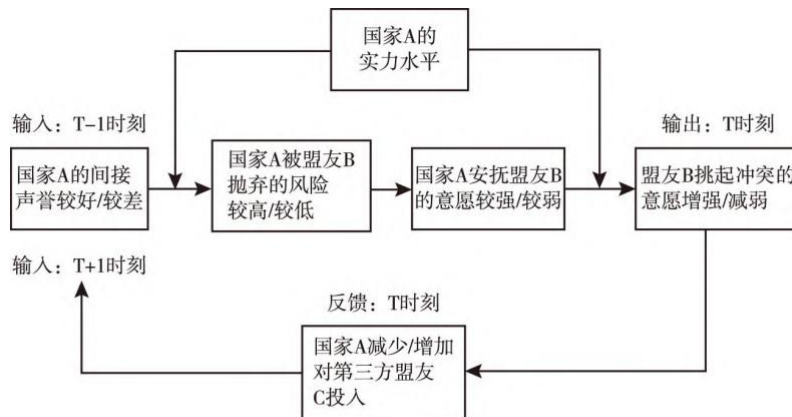 国家A的
实力水平
输入：T-1时刻
输出：T时刻
国家A的间接
声誉较好/较差
国家A被盟友B
抛弃的风险
较高/较低
国家A安抚盟友B
的意愿较强/较弱
盟友B挑起冲突的
意愿增强/减弱
输入：T+1时刻
反馈：T时刻
国家A减少/增加
对第三方盟友
C投入